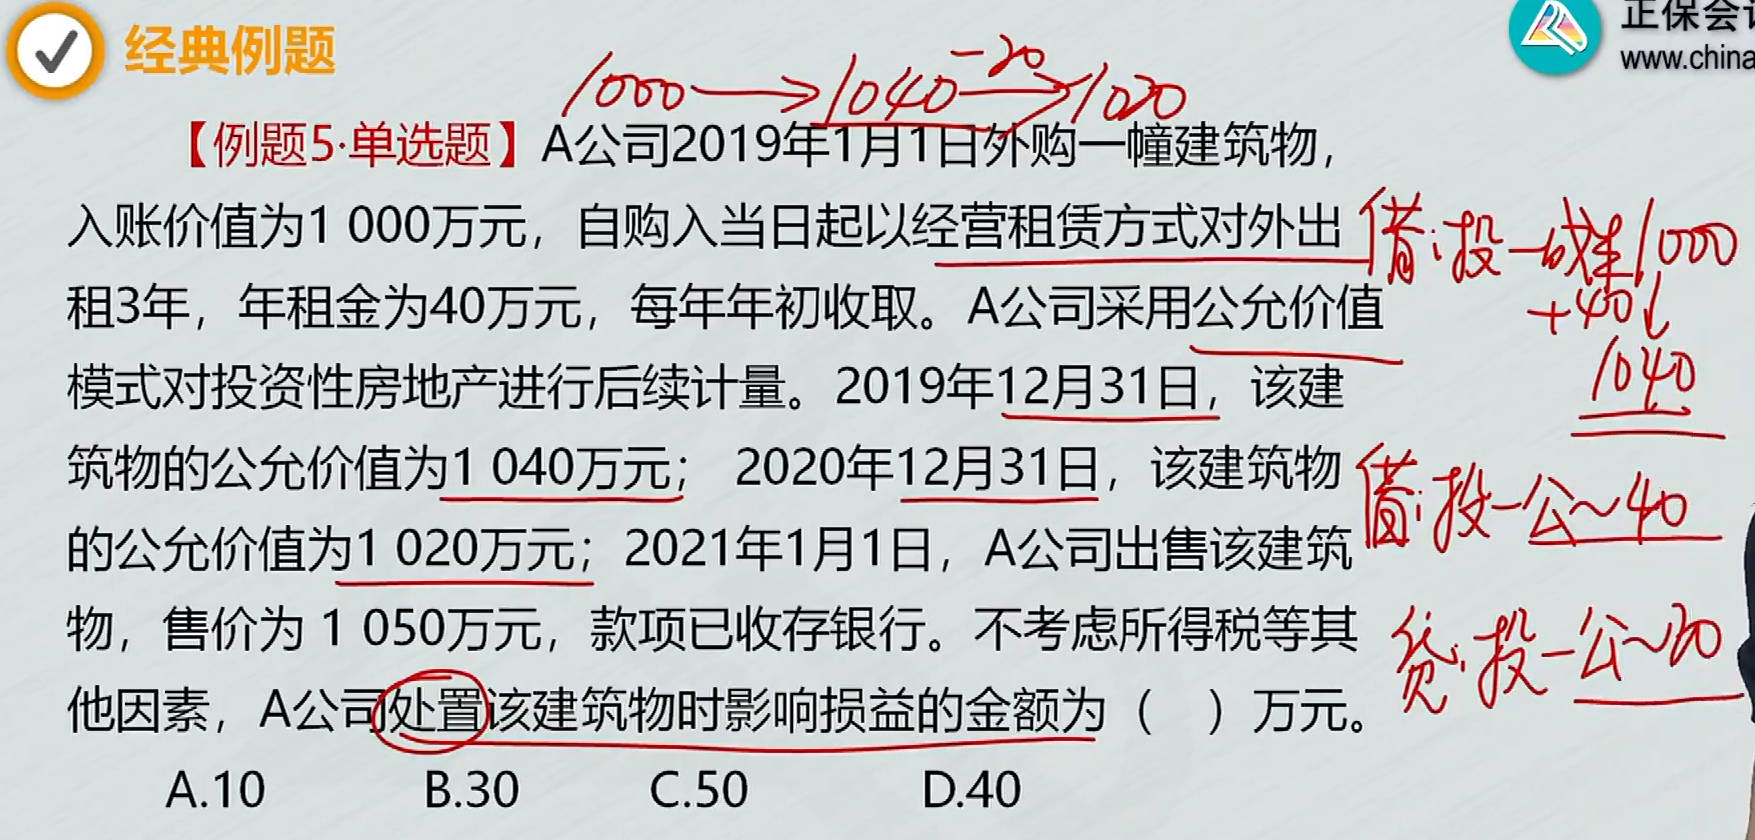 经典例题
正保会计
www.china
1000→1040 -20→1020
【例题5·单选题】A公司2019年1月1日外购一幢建筑物，
入账价值为1 000万元，自购入当日起以经营租赁方式对外出
借:投-成本1000
租3年，年租金为40万元，每年年初收取。A公司采用公允价值
+40↓
模式对投资性房地产进行后续计量。2019年12月31日，该建
1040
筑物的公允价值为1 040万元； 2020年12月31日，该建筑物
借:投-公~40
的公允价值为1 020万元；2021年1月1日，A公司出售该建筑
物，售价为 1 050万元，款项已收存银行。不考虑所得税等其
贷:投-公~20
他因素，A公司处置该建筑物时影响损益的金额为（ ）万元。
A.10 B.30 C.50 D.40